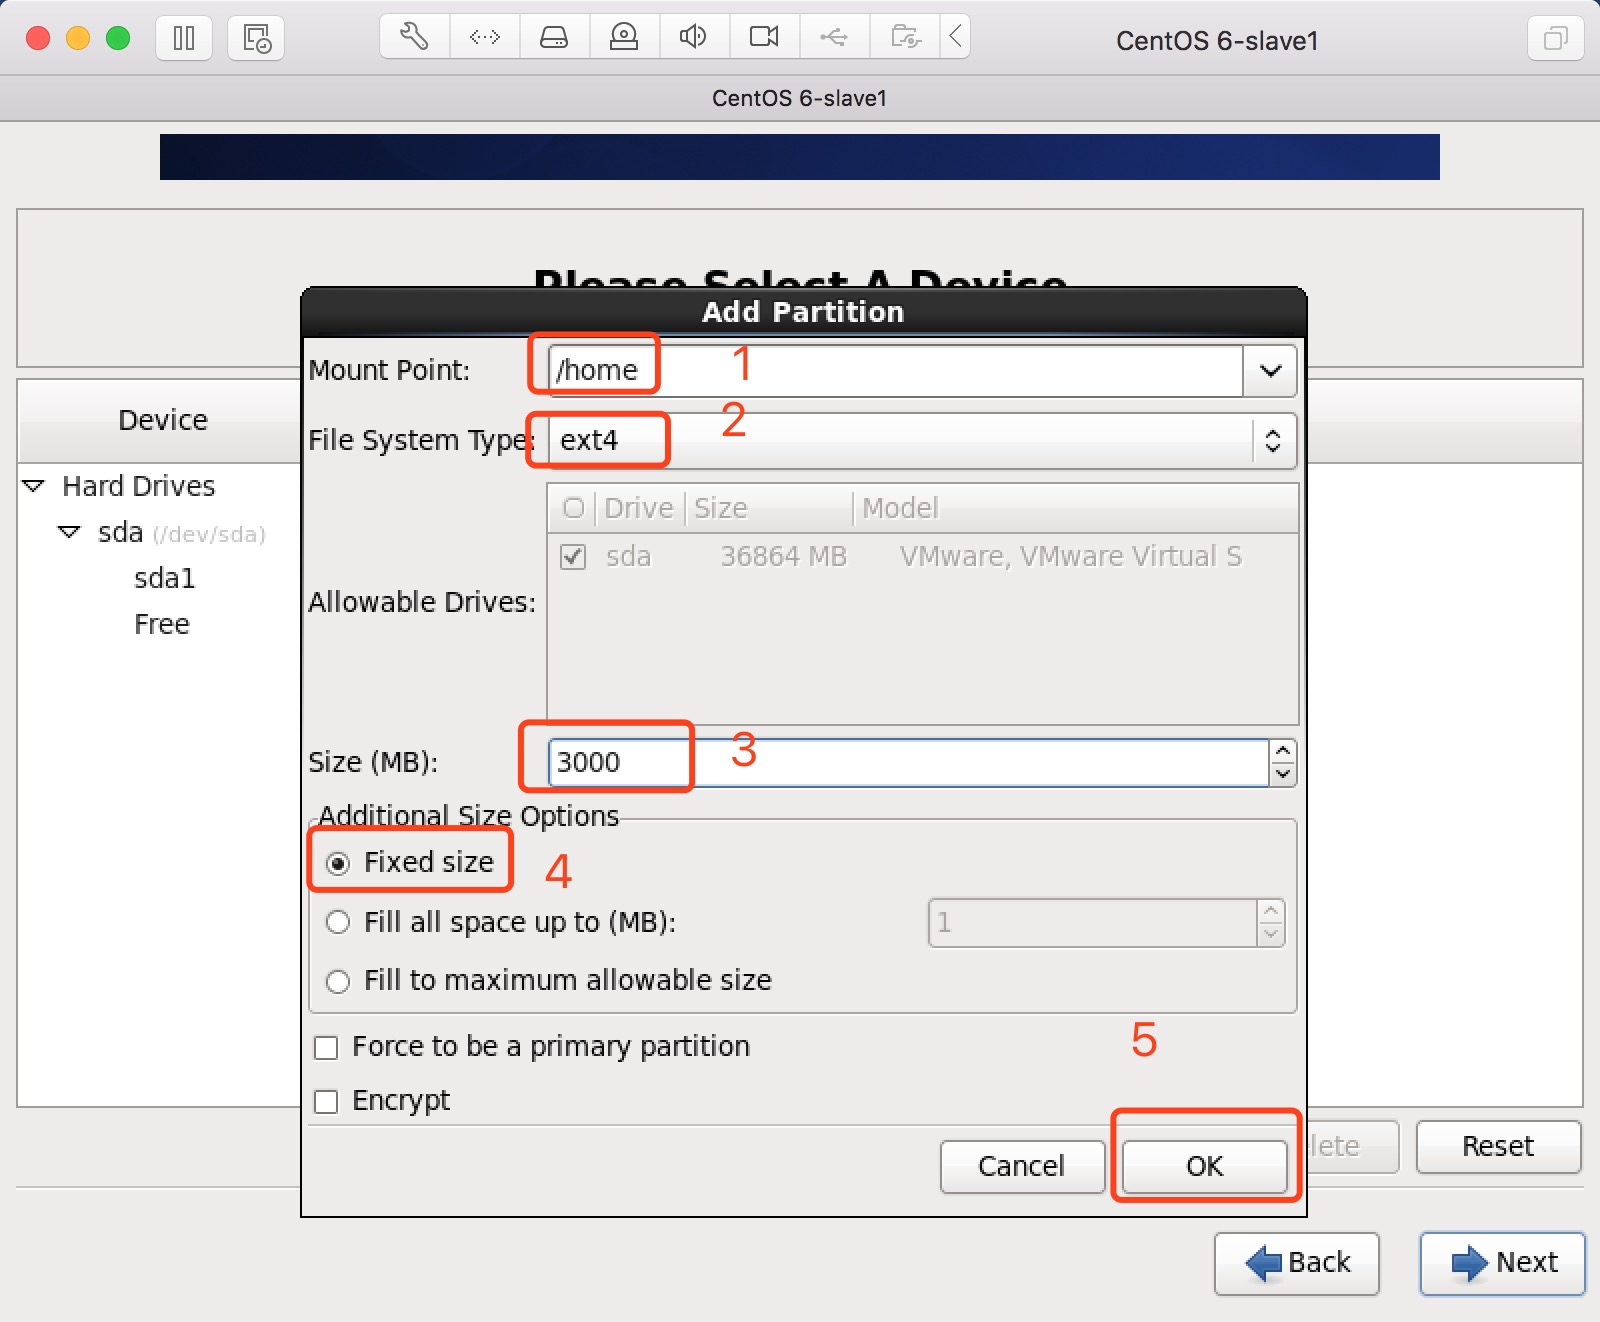 CentOS 6-slave1
CentOS 6-slave1
Please Select A Device
Add Partition
Mount Point: /home 1
File System Type: ext4 2
Device
Hard Drives
sda (/dev/sda)
sda1
Free
Drive Size Model
sda 36864 MB VMware, VMware Virtual S
Allowable Drives:
Size (MB): 3000 3
Additional Size Options
Fixed size 4
Fill all space up to (MB): 1
Fill to maximum allowable size
Force to be a primary partition 5
Encrypt
Cancel OK lete Reset
Back Next